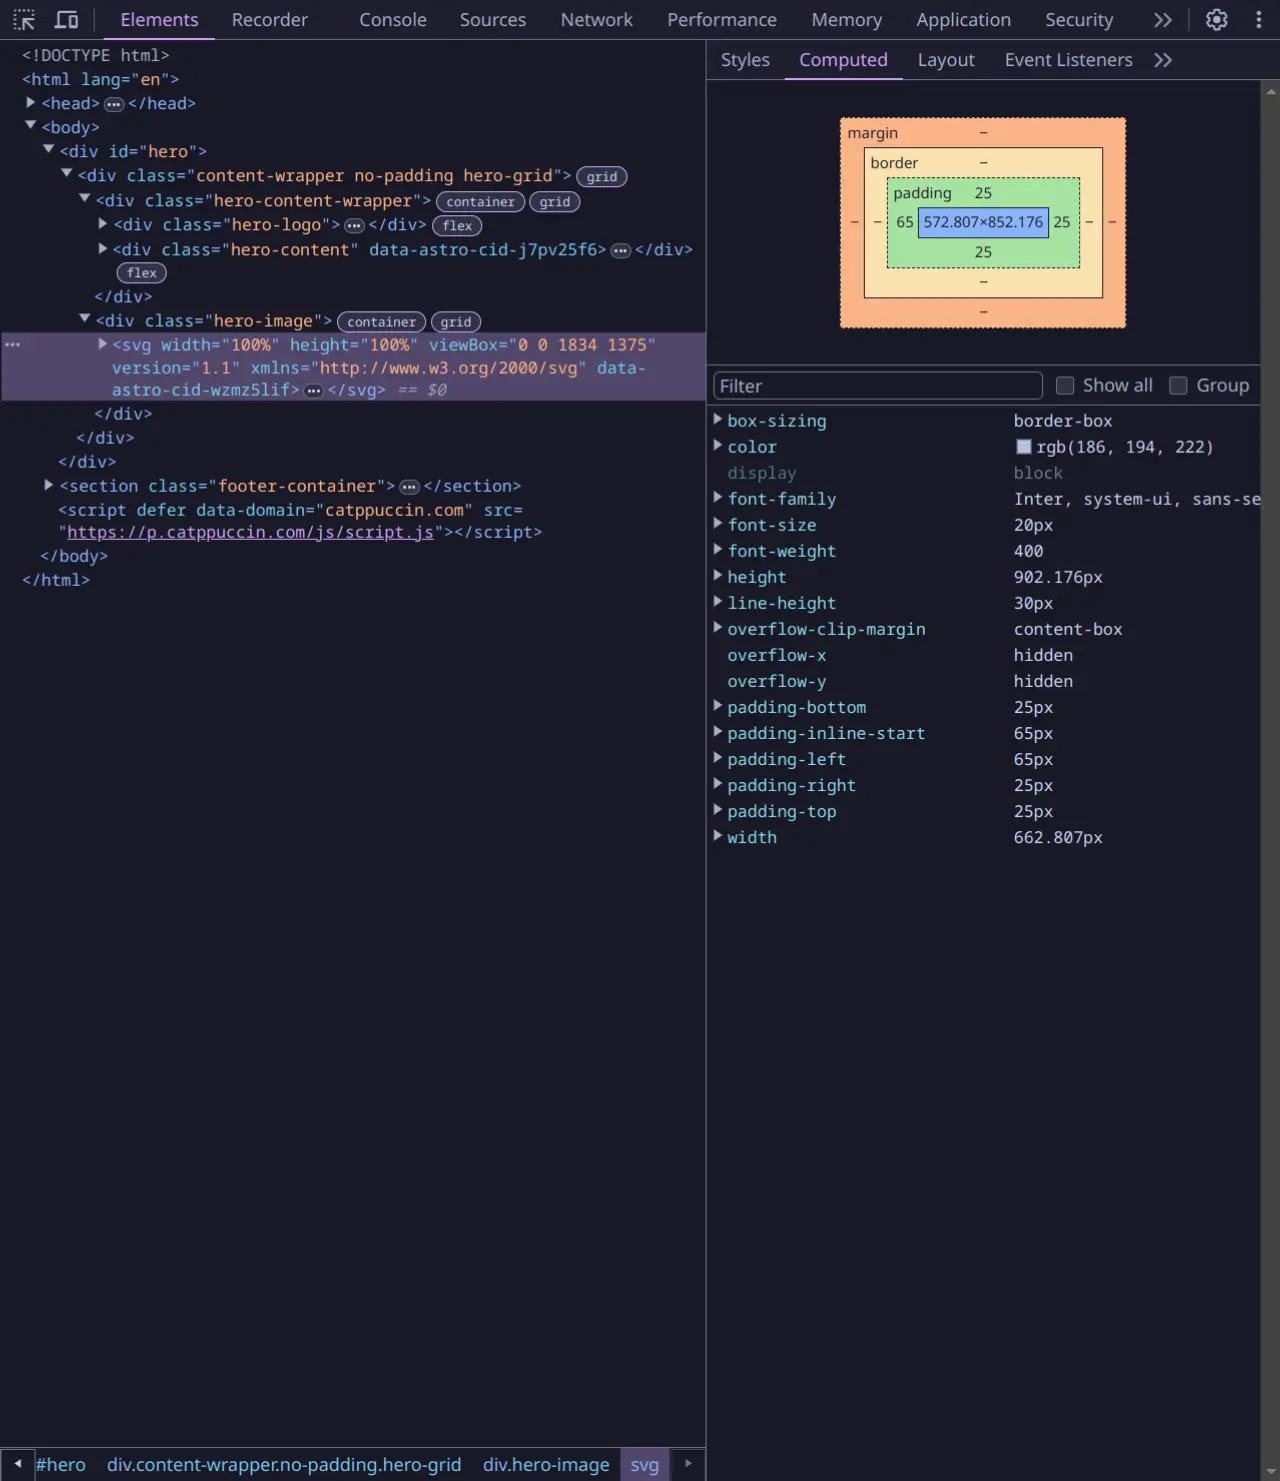 Elements Recorder Console Sources Network Performance Memory Application Security
<!DOCTYPE html>
<html lang="en">
<head> ••• </head>
<body>
<div id="hero">
<div class="content-wrapper no-padding hero-grid"> grid
<div class="hero-content-wrapper"> container grid
<div class="hero-logo"> ••• </div> flex
<div class="hero-content" data-astro-cid-j7pv25f6> ••• </div>
flex
</div>
<div class="hero-image"> container grid
••• <svg width="100%" height="100%" viewBox="0 0 1834 1375"
version="1.1" xmlns="http://www.w3.org/2000/svg" data-
astro-cid-wzmz5lif> ••• </svg> == $0
</div>
</div>
</div>
<section class="footer-container"> ••• </section>
<script defer data-domain="catppuccin.com" src=
"https://p.catppuccin.com/js/script.js"></script>
</body>
</html>
#hero div.content-wrapper.no-padding.hero-grid div.hero-image svg
Styles Computed Layout Event Listeners
margin –
border –
padding 25
– – 65 572.807×852.176 25 – –
25
–
–
Filter Show all Group
box-sizing border-box
color rgb(186, 194, 222)
display block
font-family Inter, system-ui, sans-se
font-size 20px
font-weight 400
height 902.176px
line-height 30px
overflow-clip-margin content-box
overflow-x hidden
overflow-y hidden
padding-bottom 25px
padding-inline-start 65px
padding-left 65px
padding-right 25px
padding-top 25px
width 662.807px